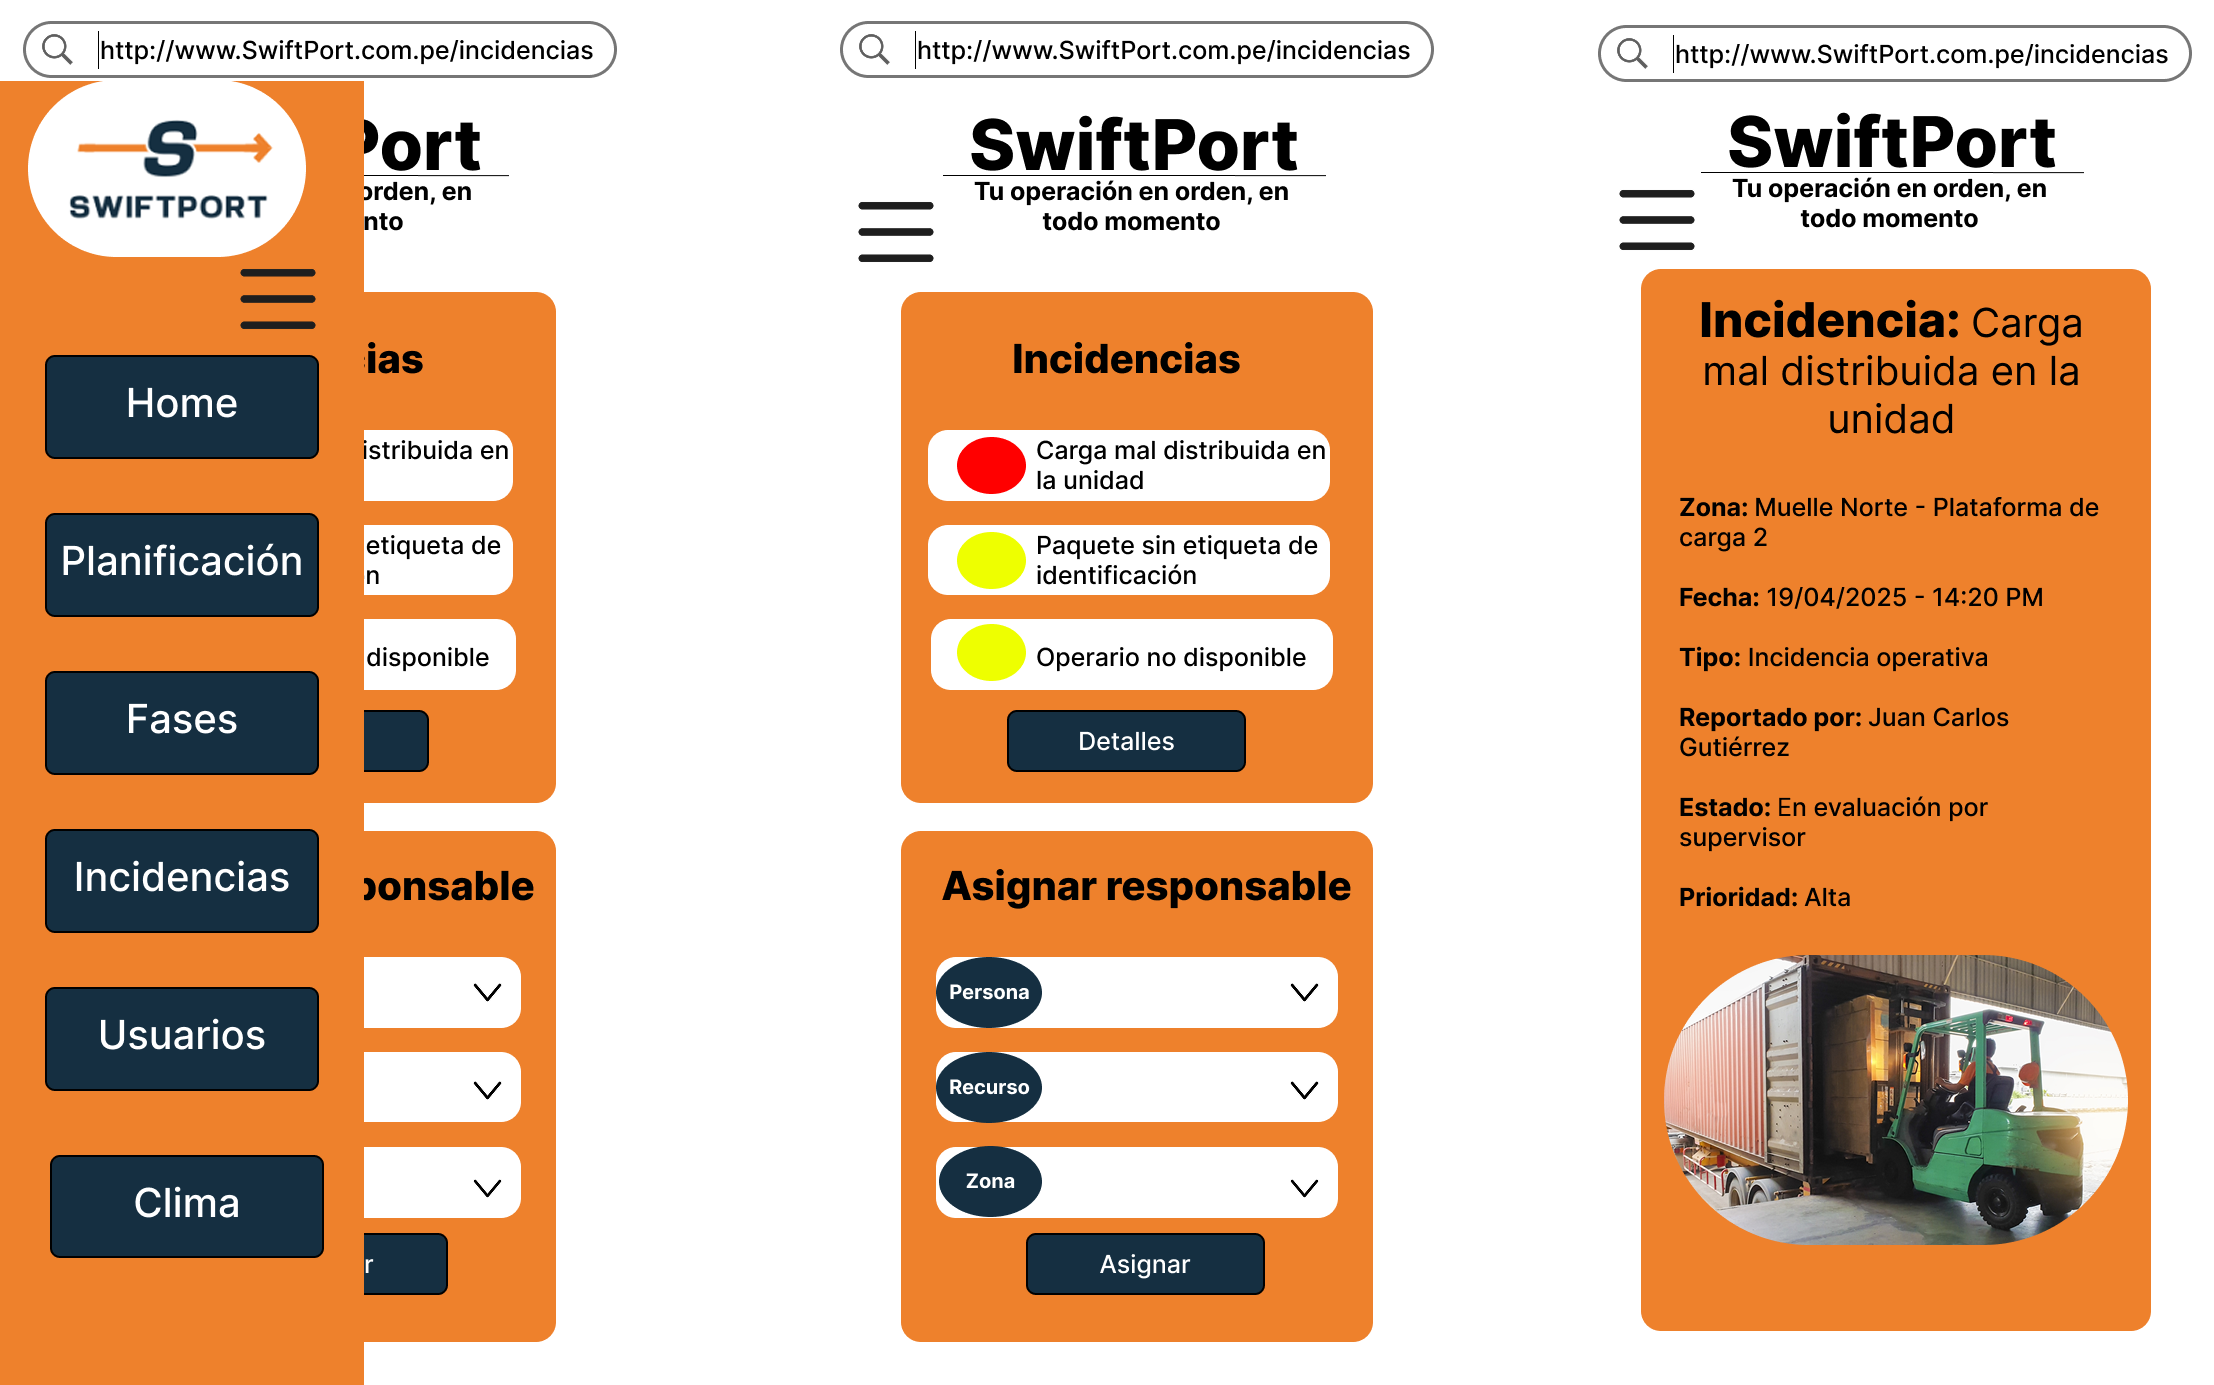 http://www.SwiftPort.com.pe/incidencias
S
SWIFTPORT
Port
orden, en
nto
Home
Planificación
Fases
Incidencias
Usuarios
Clima
ias
istribuida en
etiqueta de
n
disponible
ponsable
r
http://www.SwiftPort.com.pe/incidencias
SwiftPort
Tu operación en orden, en
todo momento
Incidencias
Carga mal distribuida en
la unidad
Paquete sin etiqueta de
identificación
Operario no disponible
Detalles
Asignar responsable
Persona
Recurso
Zona
Asignar
http://www.SwiftPort.com.pe/incidencias
SwiftPort
Tu operación en orden, en
todo momento
Incidencia: Carga
mal distribuida en la
unidad
Zona: Muelle Norte - Plataforma de
carga 2
Fecha: 19/04/2025 - 14:20 PM
Tipo: Incidencia operativa
Reportado por: Juan Carlos
Gutiérrez
Estado: En evaluación por
supervisor
Prioridad: Alta